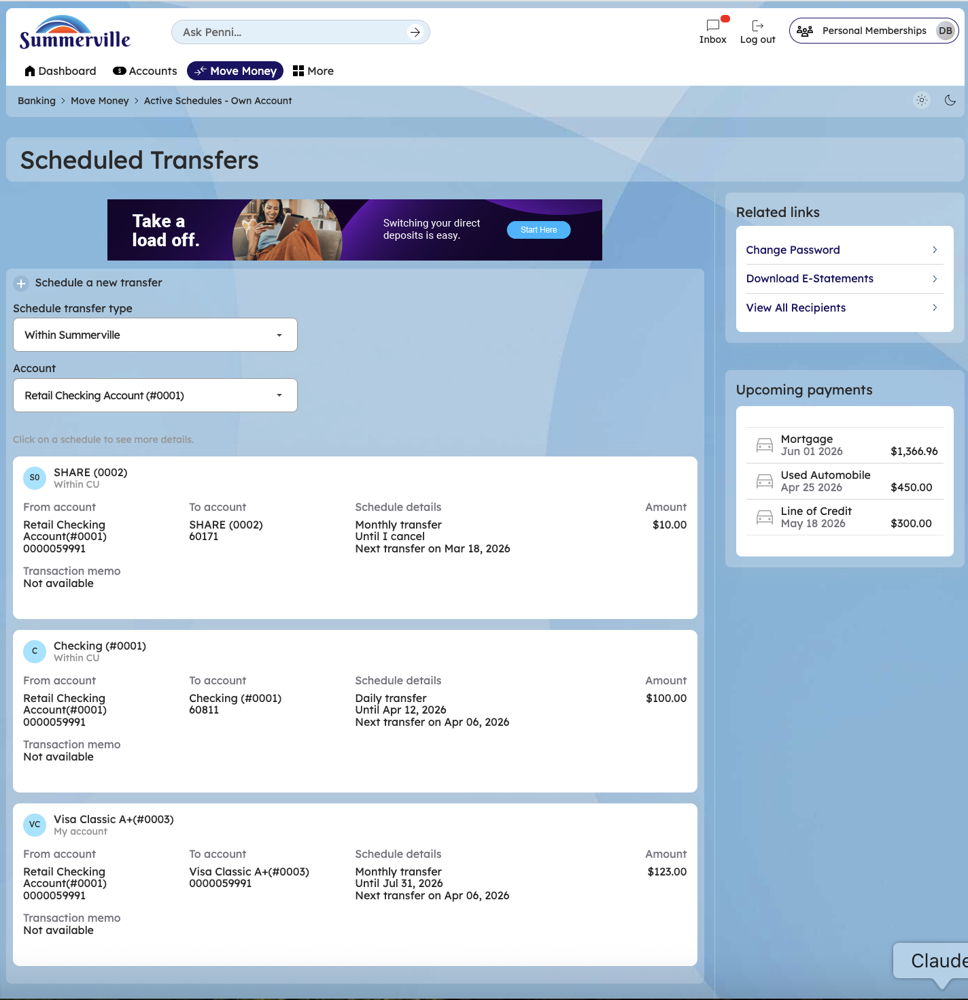 Summerville
Ask Penni...
Inbox
Log out
Personal Memberships
DB
Dashboard
Accounts
Move Money
More
Banking > Move Money > Active Schedules - Own Account
Scheduled Transfers
Take a
load off.
Switching your direct
deposits is easy.
Start Here
Schedule a new transfer
Schedule transfer type
Within Summerville
Account
Retail Checking Account (#0001)
Click on a schedule to see more details.
S0
SHARE (0002)
Within CU
From account
Retail Checking
Account(#0001)
0000059991
To account
SHARE (0002)
60171
Schedule details
Monthly transfer
Until I cancel
Next transfer on Mar 18, 2026
Amount
$10.00
Transaction memo
Not available
C
Checking (#0001)
Within CU
From account
Retail Checking
Account(#0001)
0000059991
To account
Checking (#0001)
60811
Schedule details
Daily transfer
Until Apr 12, 2026
Next transfer on Apr 06, 2026
Amount
$100.00
Transaction memo
Not available
VC
Visa Classic A+(#0003)
My account
From account
Retail Checking
Account(#0001)
0000059991
To account
Visa Classic A+(#0003)
0000059991
Schedule details
Monthly transfer
Until Jul 31, 2026
Next transfer on Apr 06, 2026
Amount
$123.00
Transaction memo
Not available
Related links
Change Password
Download E-Statements
View All Recipients
Upcoming payments
Mortgage
Jun 01 2026
$1,366.96
Used Automobile
Apr 25 2026
$450.00
Line of Credit
May 18 2026
$300.00
Claude